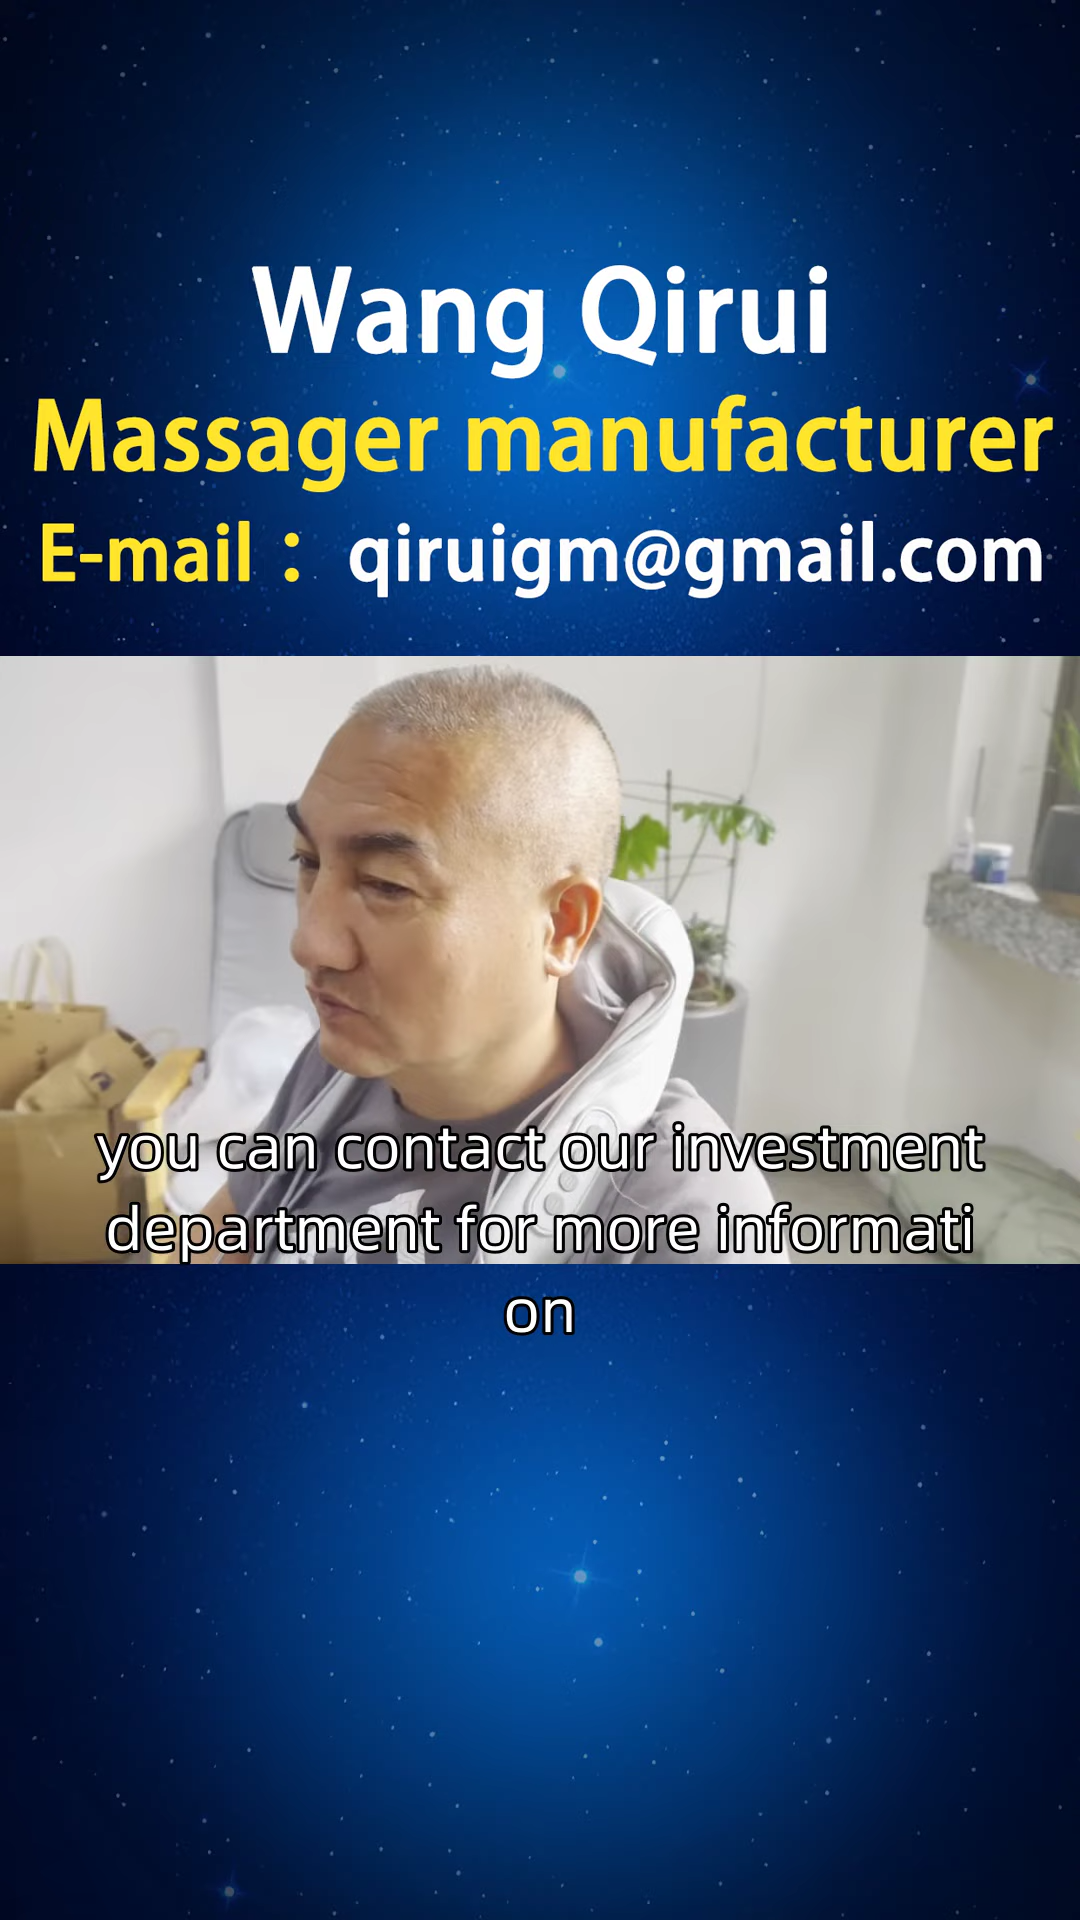 Wang Qirui
Massager manufacturer
E-mail： qiruigm@gmail.com
you can contact our investment
department for more informati
on